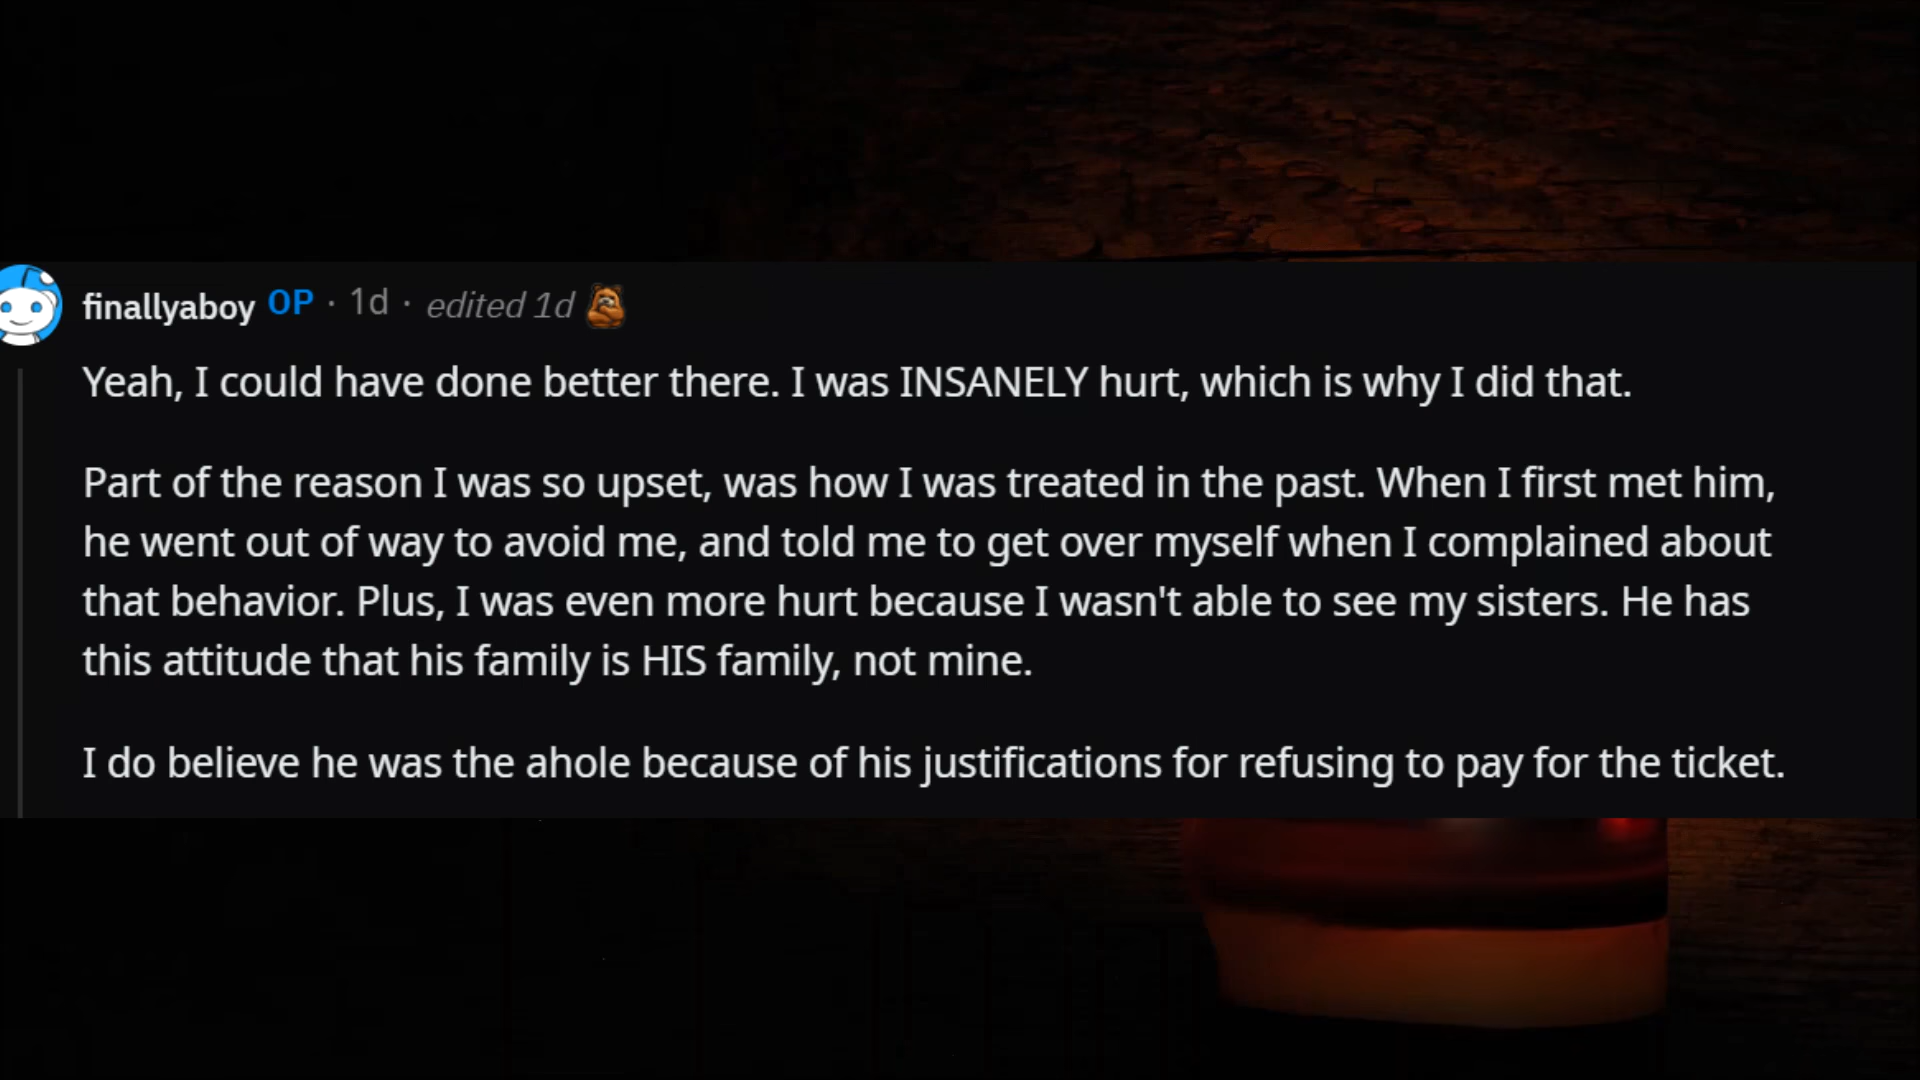 finallyaboy OP · 1d · edited 1d
Yeah, I could have done better there. I was INSANELY hurt, which is why I did that.
Part of the reason I was so upset, was how I was treated in the past. When I first met him,
he went out of way to avoid me, and told me to get over myself when I complained about
that behavior. Plus, I was even more hurt because I wasn't able to see my sisters. He has
this attitude that his family is HIS family, not mine.
I do believe he was the ahole because of his justifications for refusing to pay for the ticket.